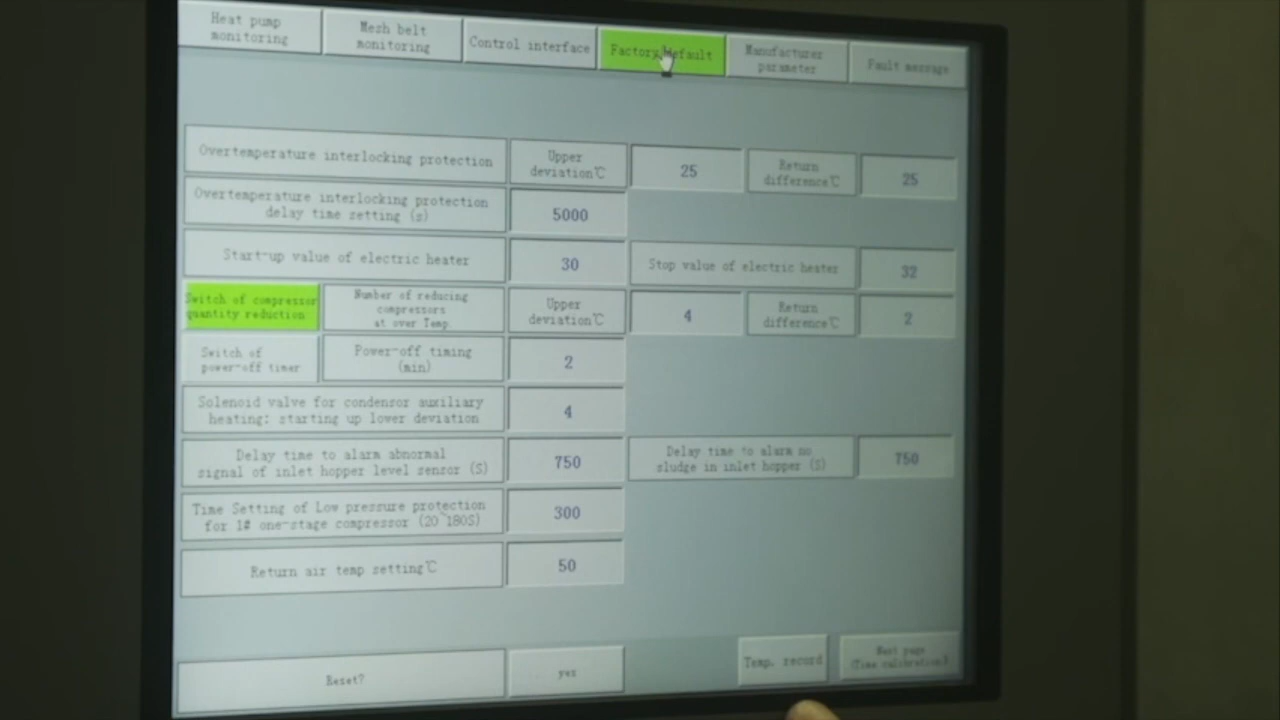 Heat pump
monitoring
Mesh belt
monitoring
Control interface
Factory default
Manufacturer
parameter
Fault message
Overtemperature interlocking protection
Upper
deviation℃
25
Return
difference℃
25
Overtemperature interlocking protection
delay time setting (s)
5000
Start-up value of electric heater
30
Stop value of electric heater
32
Switch of compressor
quantity reduction
Number of reducing
compressors
at over Temp.
Upper
deviation℃
4
Return
difference℃
2
Switch of
power-off timer
Power-off timing
(min)
2
Solenoid valve for condensor auxiliary
heating: starting up lower deviation
4
Delay time to alarm abnormal
signal of inlet hopper level sensor (S)
750
Delay time to alarm no
sludge in inlet hopper (S)
750
Time Setting of Low pressure protection
for 1# one-stage compressor (20~180S)
300
Return air temp setting℃
50
Reset?
yes
Temp. record
Next page
(Time calibration)